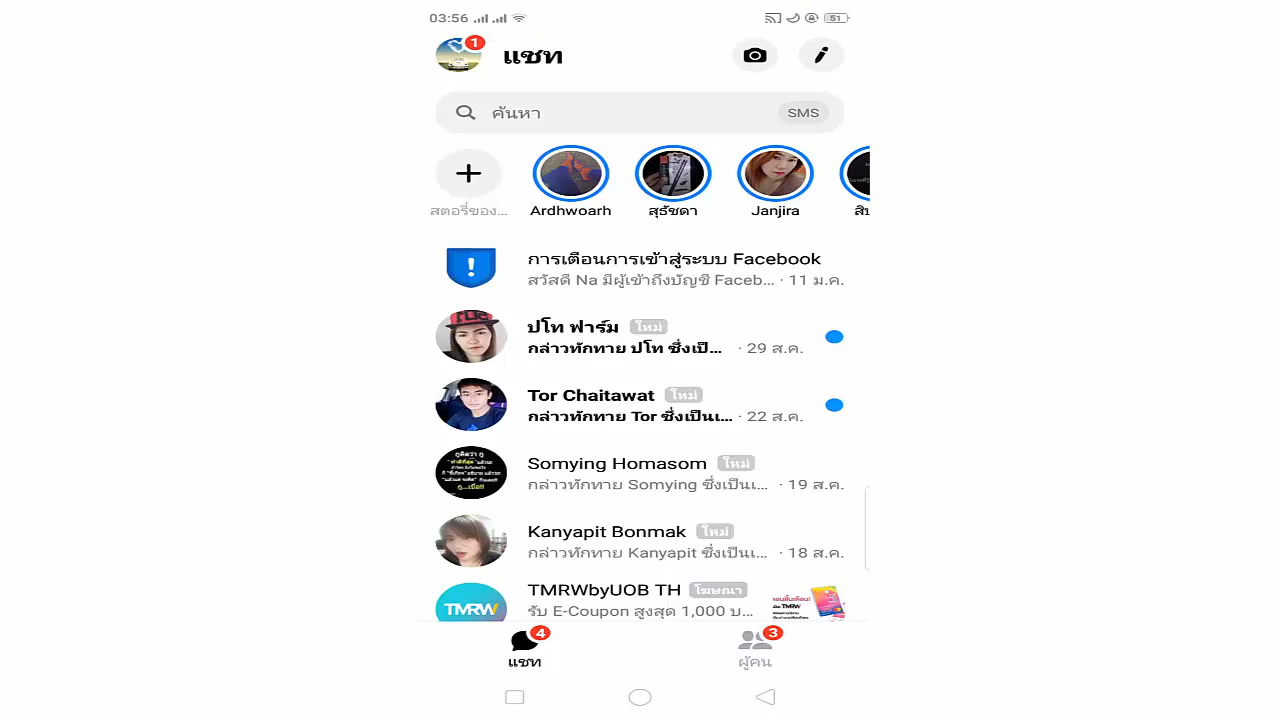 03:56
51
1
แชท
ค้นหา
SMS
สตอรี่ของ...
Ardhwoarh
สุธัชดา
Janjira
การเตือนการเข้าสู่ระบบ Facebook
สวัสดี Na มีผู้เข้าถึงบัญชี Faceb... · 11 ม.ค.
ปโท ฟาร์ม ใหม่
กล่าวทักทาย ปโท ซึ่งเป็... · 29 ส.ค.
Tor Chaitawat ใหม่
กล่าวทักทาย Tor ซึ่งเป็นเ... · 22 ส.ค.
Somying Homasom ใหม่
กล่าวทักทาย Somying ซึ่งเป็นเ... · 19 ส.ค.
Kanyapit Bonmak ใหม่
กล่าวทักทาย Kanyapit ซึ่งเป็นเ... · 18 ส.ค.
TMRW
TMRWbyUOB TH โฆษณา
รับ E-Coupon สูงสุด 1,000 บ...
4
แชท
3
ผู้คน